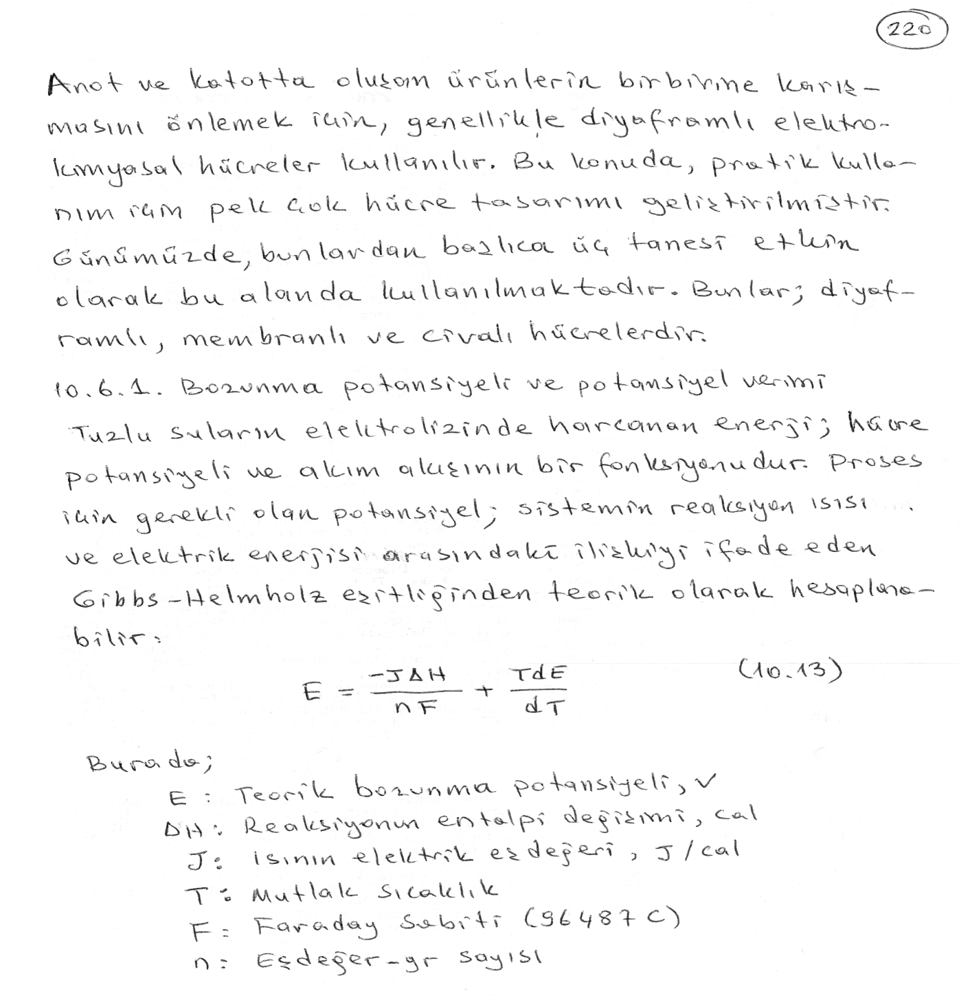 220
Anot ve katotta oluşan ürünlerin birbirine karış-
masını önlemek için, genellikle diyaframlı elektro-
kimyasal hücreler kullanılır. Bu konuda, pratik kulla-
nım için pek çok hücre tasarımı geliştirilmiştir.
Günümüzde, bunlardan başlıca üç tanesi etkin
olarak bu alanda kullanılmaktadır. Bunlar; diyaf-
ramlı, membranlı ve civalı hücrelerdir.
10.6.1. Bozunma potansiyeli ve potansiyel verimi
Tuzlu suların elektrolizinde harcanan enerji; hücre
potansiyeli ve akım akışının bir fonksiyonudur. Proses
için gerekli olan potansiyel; sistemin reaksiyon ısısı
ve elektrik enerjisi arasındaki ilişkiyi ifade eden
Gibbs-Helmholz eşitliğinden teorik olarak hesaplana-
bilir:
E = -JΔH / nF + TdE / dT (10.13)
Burada;
E : Teorik bozunma potansiyeli, V
ΔH : Reaksiyonun entalpi değişimi, cal
J : ısının elektrik eşdeğeri, J/cal
T : Mutlak sıcaklık
F : Faraday Sabiti (96487 C)
n : Eşdeğer-gr sayısı